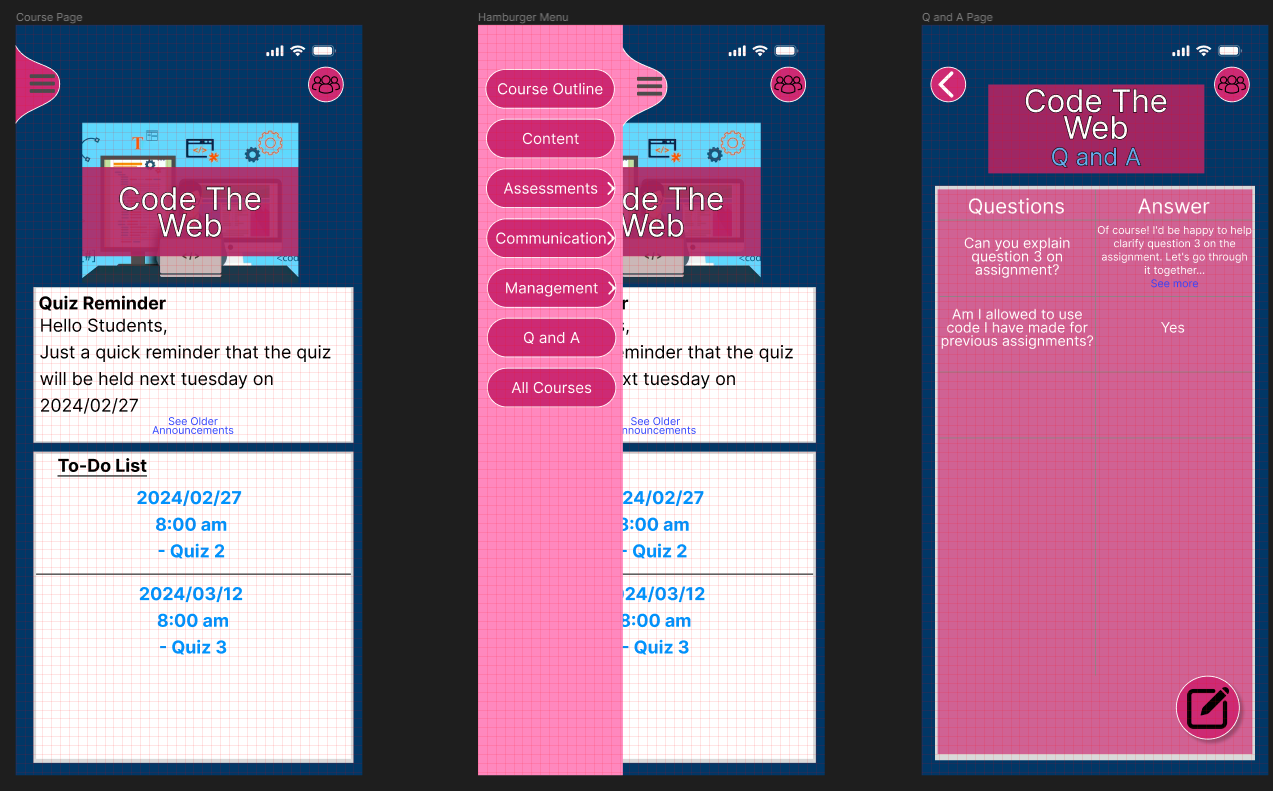 Course Page
Code The
Web
Quiz Reminder
Hello Students,
Just a quick reminder that the quiz
will be held next tuesday on
2024/02/27
See Older
Announcements
To-Do List
2024/02/27
8:00 am
- Quiz 2
2024/03/12
8:00 am
- Quiz 3
Hamburger Menu
Course Outline
Content
Assessments
Communication
Management
Q and A
All Courses
de The
Web
r
s,
eminder that the quiz
xt tuesday on
See Older
nnouncements
24/02/27
8:00 am
- Quiz 2
24/03/12
8:00 am
- Quiz 3
Q and A Page
Code The
Web
Q and A
Questions
Answer
Can you explain
question 3 on
assignment?
Of course! I'd be happy to help
clarify question 3 on the
assignment. Let's go through
it together...
See more
Am I allowed to use
code I have made for
previous assignments?
Yes